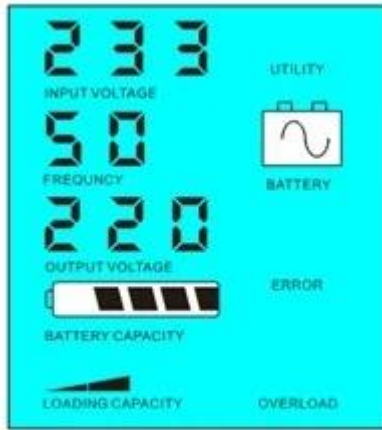 233
UTILITY
INPUT VOLTAGE
50
FREQUNCY
BATTERY
220
OUTPUT VOLTAGE
ERROR
BATTERY CAPACITY
LOADING CAPACITY
OVERLOAD